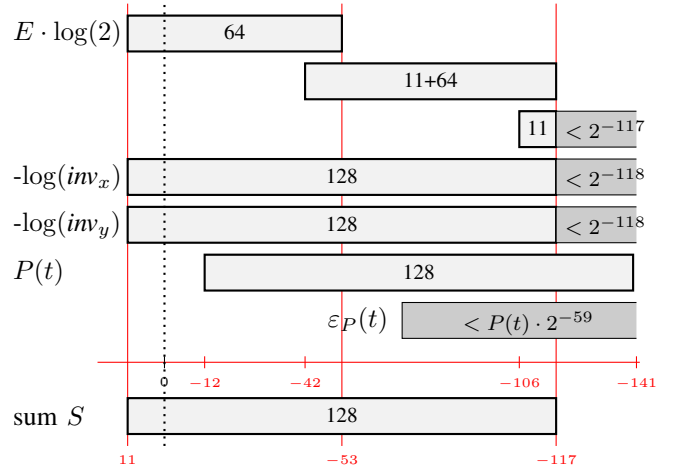 E · log(2) 64
11+64
11 < 2⁻¹¹⁷
-log(inv_x) 128 < 2⁻¹¹⁸
-log(inv_y) 128 < 2⁻¹¹⁸
P(t) 128
ε_P(t) < P(t) · 2⁻⁵⁹
0 −12 −42 −106 −141
sum S 128
11 −53 −117